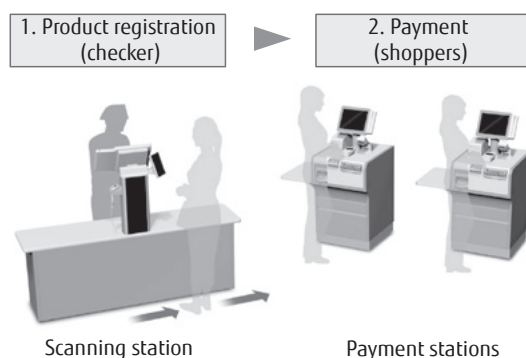 1. Product registration
(checker)
2. Payment
(shoppers)
Scanning station
Payment stations